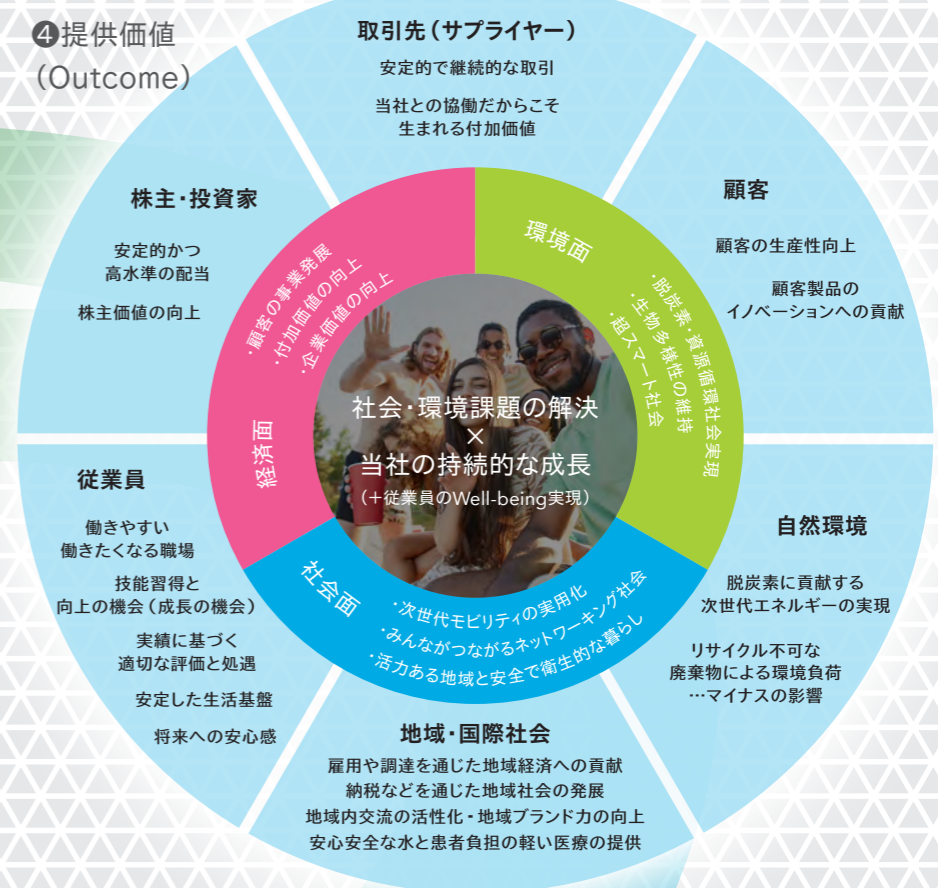 ❹提供価値
（Outcome）
取引先（サプライヤー）
安定的で継続的な取引
当社との協働だからこそ
生まれる付加価値
株主・投資家
安定的かつ
高水準の配当
株主価値の向上
顧客
顧客の生産性向上
顧客製品の
イノベーションへの貢献
経済面
・顧客の事業発展
・付加価値の向上
・企業価値の向上
環境面
・脱炭素・資源循環社会実現
・生物多様性の維持
・超スマート社会
社会・環境課題の解決
×
当社の持続的な成長
（＋従業員のWell-being実現）
社会面
・次世代モビリティの実用化
・みんながつながるネットワーキング社会
・活力ある地域と安全で衛生的な暮らし
従業員
働きやすい
働きたくなる職場
技能習得と
向上の機会（成長の機会）
実績に基づく
適切な評価と処遇
安定した生活基盤
将来への安心感
自然環境
脱炭素に貢献する
次世代エネルギーの実現
リサイクル不可な
廃棄物による環境負荷
…マイナスの影響
地域・国際社会
雇用や調達を通じた地域経済への貢献
納税などを通じた地域社会の発展
地域内交流の活性化・地域ブランド力の向上
安心安全な水と患者負担の軽い医療の提供